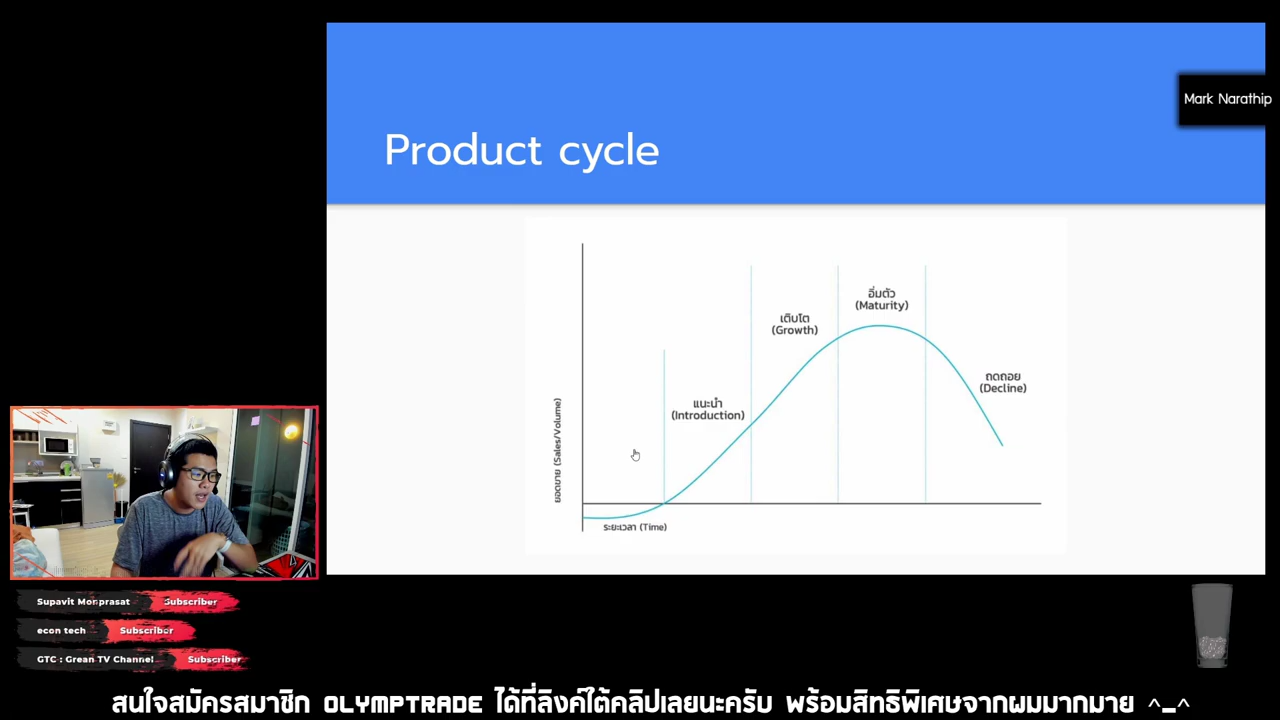 Mark Narathip
Product cycle
อิ่มตัว
(Maturity)
เติบโต
(Growth)
ถดถอย
(Decline)
แนะนำ
(Introduction)
ยอดขาย (Sales/Volume)
ระยะเวลา (Time)
Supavit Monprasat Subscriber
econ tech Subscriber
GTC : Grean TV Channel Subscriber
สนใจสมัครสมาชิก OLYMPTRADE ได้ที่ลิงค์ใต้คลิปเลยนะครับ พร้อมสิทธิพิเศษจากผมมากมาย ^_^